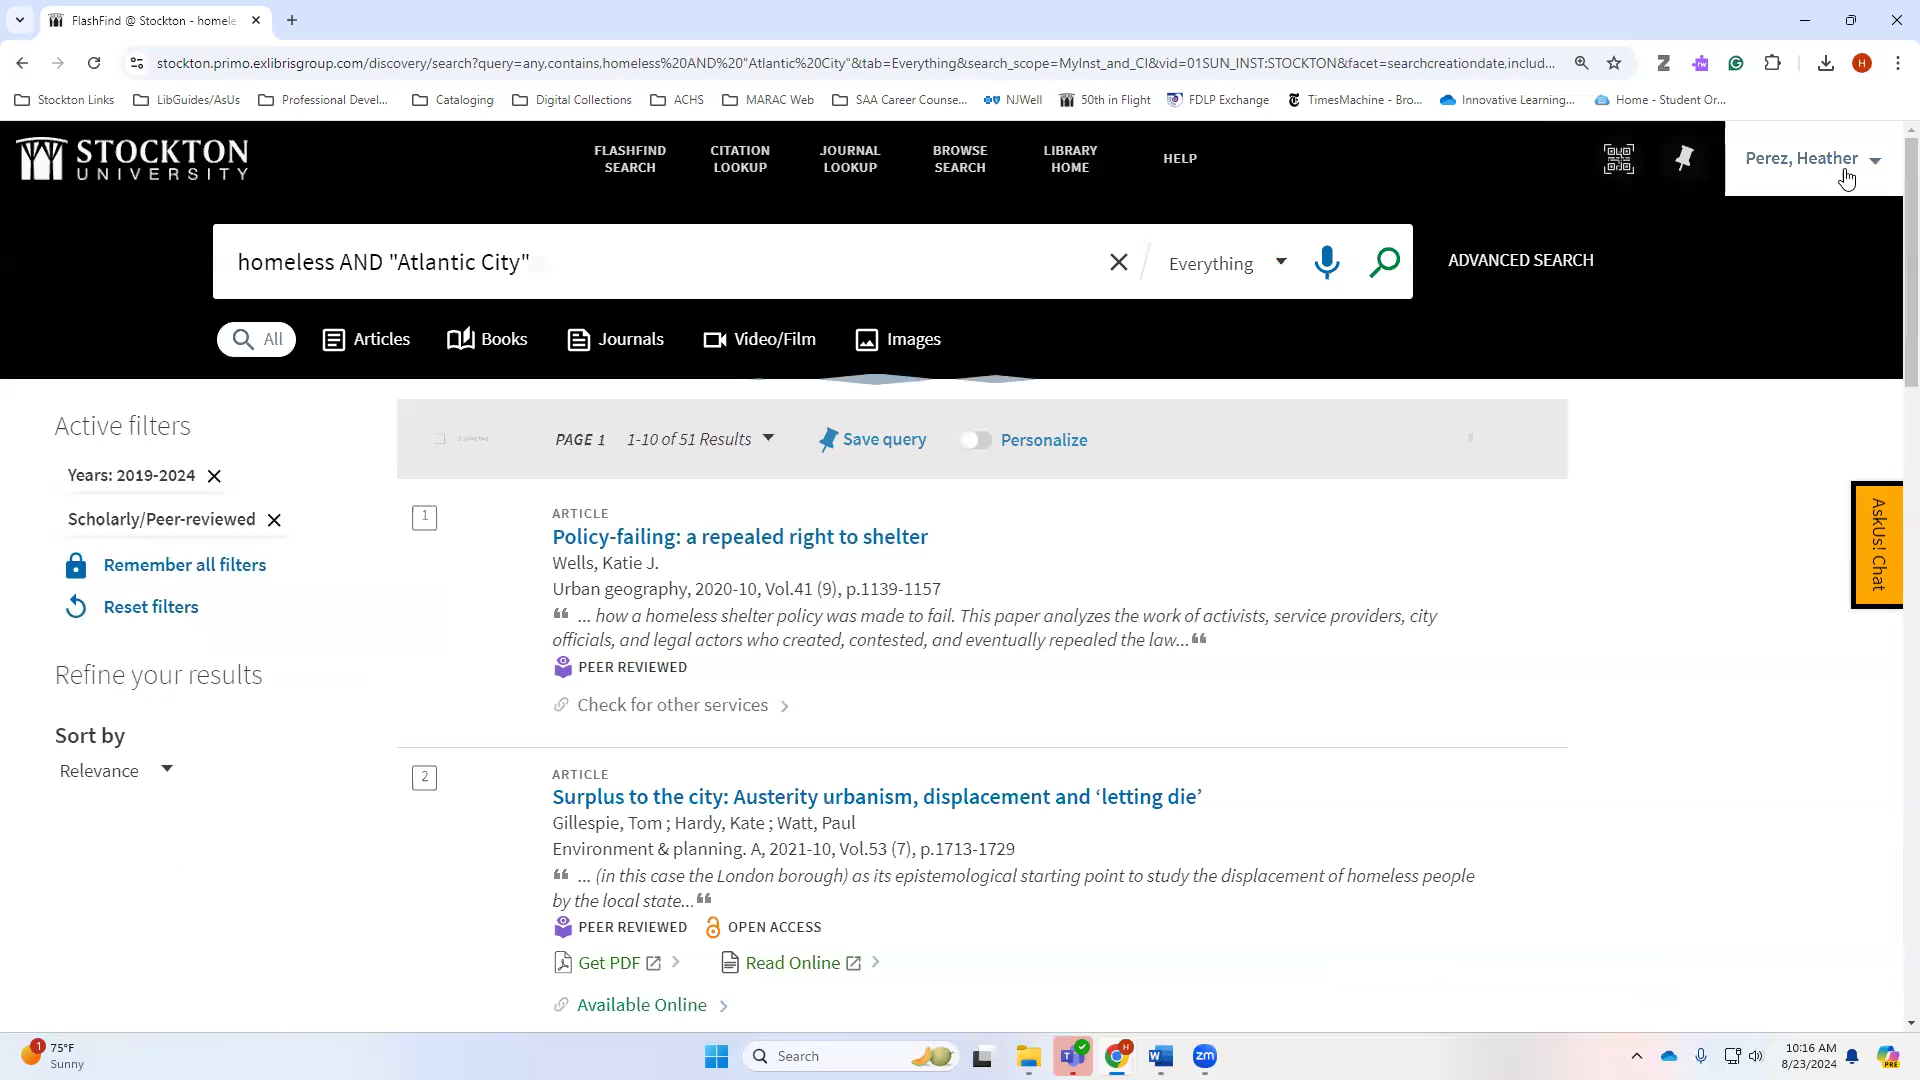 FlashFind @ Stockton - homele
stockton.primo.exlibrisgroup.com/discovery/search?query=any,contains,homeless%20AND%20"Atlantic%20City"&tab=Everything&search_scope=MyInst_and_CI&vid=01SUN_INST:STOCKTON&facet=searchcreationdate,includ...
Stockton Links LibGuides/AsUs Professional Devel... Cataloging Digital Collections ACHS MARAC Web SAA Career Counse... NJWell 50th in Flight FDLP Exchange TimesMachine - Bro... Innovative Learning... Home - Student Or...
STOCKTON
UNIVERSITY
FLASHFIND
SEARCH
CITATION
LOOKUP
JOURNAL
LOOKUP
BROWSE
SEARCH
LIBRARY
HOME
HELP
Perez, Heather
homeless AND "Atlantic City"
Everything
ADVANCED SEARCH
All Articles Books Journals Video/Film Images
Active filters
Years: 2019-2024
Scholarly/Peer-reviewed
Remember all filters
Reset filters
Refine your results
Sort by
Relevance
0 selected PAGE 1 1-10 of 51 Results Save query Personalize
1
ARTICLE
Policy-failing: a repealed right to shelter
Wells, Katie J.
Urban geography, 2020-10, Vol.41 (9), p.1139-1157
❝ ... how a homeless shelter policy was made to fail. This paper analyzes the work of activists, service providers, city
officials, and legal actors who created, contested, and eventually repealed the law...❝
PEER REVIEWED
Check for other services
2
ARTICLE
Surplus to the city: Austerity urbanism, displacement and ‘letting die’
Gillespie, Tom ; Hardy, Kate ; Watt, Paul
Environment & planning. A, 2021-10, Vol.53 (7), p.1713-1729
❝ ... (in this case the London borough) as its epistemological starting point to study the displacement of homeless people
by the local state...❝
PEER REVIEWED OPEN ACCESS
Get PDF Read Online
Available Online
AskUs! Chat
1
75°F
Sunny
Search
10:16 AM
8/23/2024